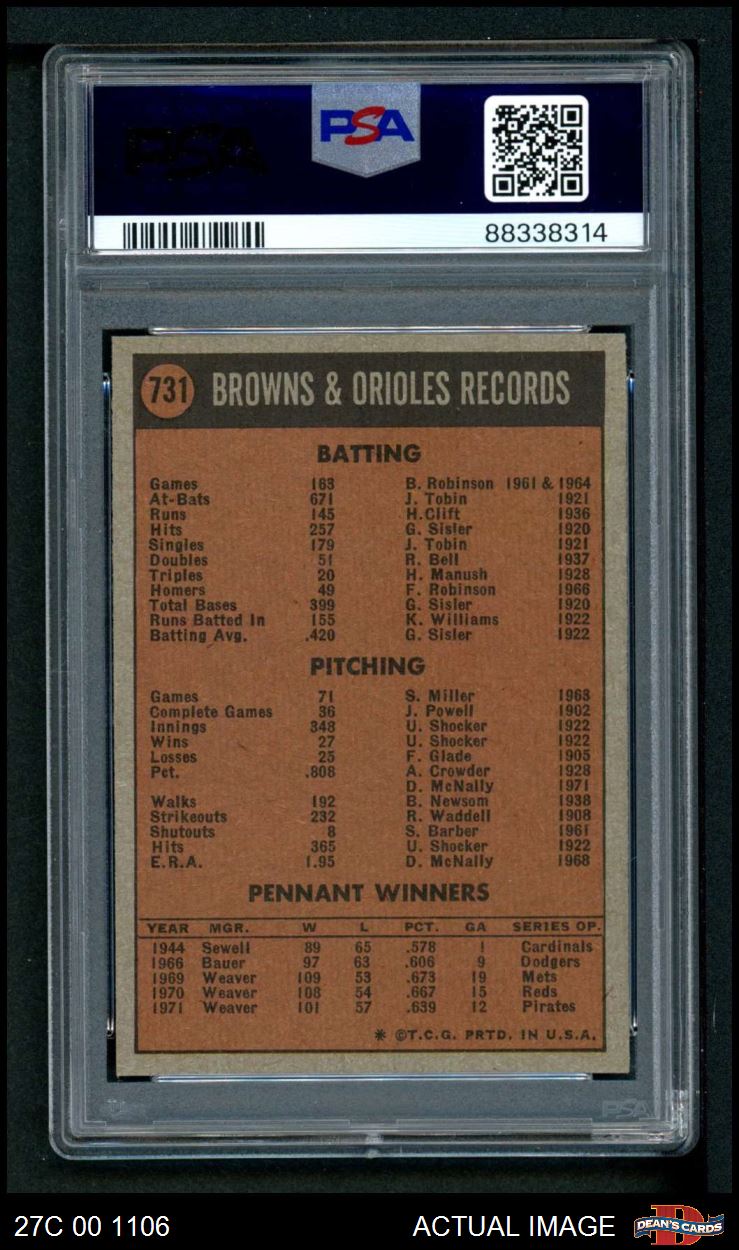 PSA
PSA
88338314
731 BROWNS & ORIOLES RECORDS
BATTING
Games 163 B. Robinson 1961 & 1964
At-Bats 671 J. Tobin 1921
Runs 145 H. Clift 1936
Hits 257 G. Sisler 1920
Singles 179 J. Tobin 1921
Doubles 51 R. Bell 1937
Triples 20 H. Manush 1928
Homers 49 F. Robinson 1966
Total Bases 399 G. Sisler 1920
Runs Batted In 155 K. Williams 1922
Batting Avg. .420 G. Sisler 1922
PITCHING
Games 71 S. Miller 1963
Complete Games 36 J. Powell 1902
Innings 348 U. Shocker 1922
Wins 27 U. Shocker 1922
Losses 25 F. Glade 1905
Pct. .808 A. Crowder 1928
D. McNally 1971
Walks 192 B. Newsom 1938
Strikeouts 232 R. Waddell 1908
Shutouts 8 S. Barber 1961
Hits 365 U. Shocker 1922
E.R.A. 1.95 D. McNally 1968
PENNANT WINNERS
YEAR MGR. W L PCT. GA SERIES OP.
1944 Sewell 89 65 .578 1 Cardinals
1966 Bauer 97 63 .606 9 Dodgers
1969 Weaver 109 53 .673 19 Mets
1970 Weaver 108 54 .667 15 Reds
1971 Weaver 101 57 .639 12 Pirates
* ©T.C.G. PRTD. IN U.S.A.
PSA
27C 00 1106 ACTUAL IMAGE DEAN'S CARDS